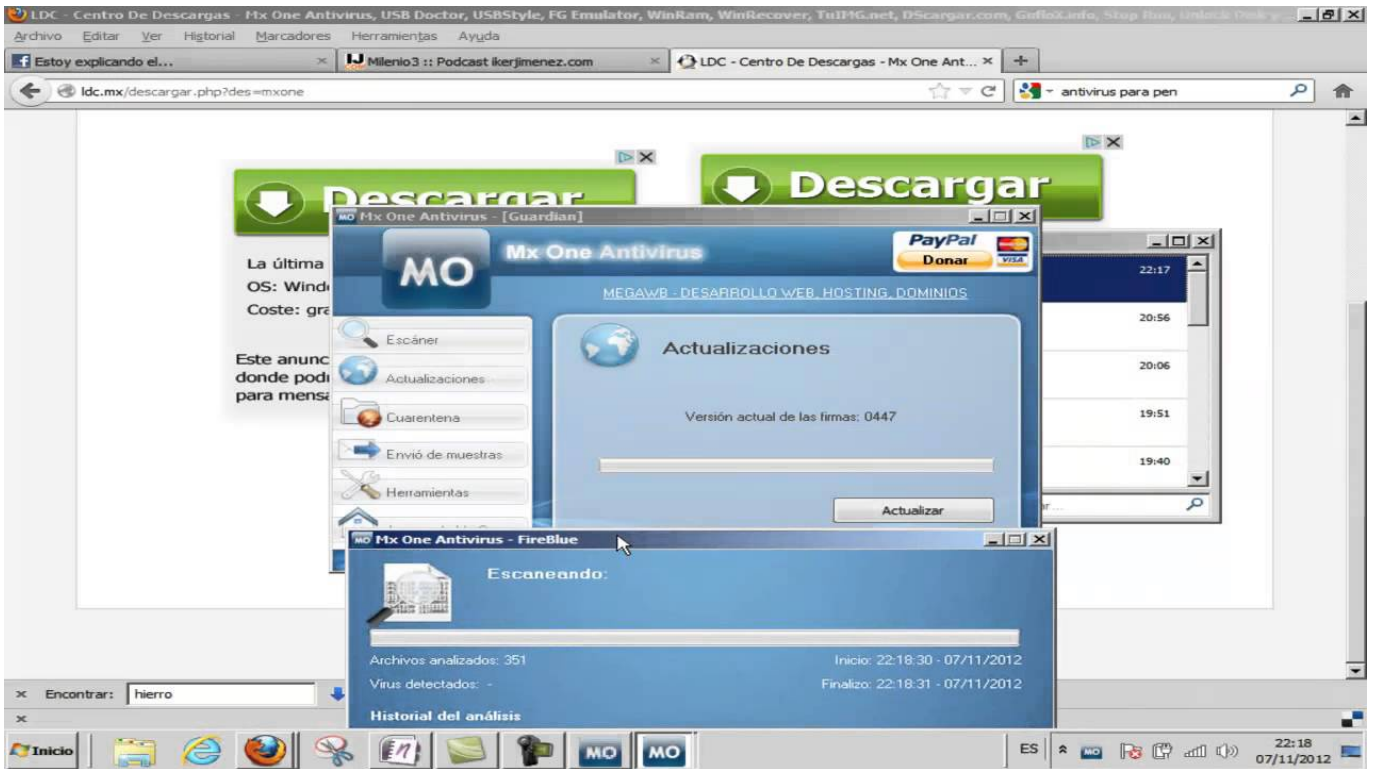 LDC - Centro De Descargas - Mx One Antivirus, USB Doctor, USBStyle, FG Emulator, WinRam, WinRecover, TuIMG.net, DScargar.com, Gufiox.info, Stop Run,
Archivo Editar Ver Historial Marcadores Herramientas Ayuda
Estoy explicando el...
Milenio3 :: Podcast ikerjimenez.com
LDC - Centro De Descargas - Mx One Ant...
ldc.mx/descargar.php?des=mxone
antivirus para pen
Descargar
Descargar
La última
OS: Wind
Coste: gra
Este anunc
donde pod
para mens
Mx One Antivirus - [Guardian]
MO
Mx One Antivirus
PayPal
Donar
VISA
MEGAWB - DESARROLLO WEB, HOSTING, DOMINIOS
Escáner
Actualizaciones
Cuarentena
Envió de muestras
Herramientas
Actualizaciones
Versión actual de las firmas: 0447
Actualizar
22:17
20:56
20:06
19:51
19:40
Mx One Antivirus - FireBlue
Escaneando:
Archivos analizados: 351
Inicio: 22:18:30 - 07/11/2012
Virus detectados: -
Finalizo: 22:18:31 - 07/11/2012
Historial del análisis
Encontrar: hierro
Inicio
MO
MO
ES
MO
22:18
07/11/2012